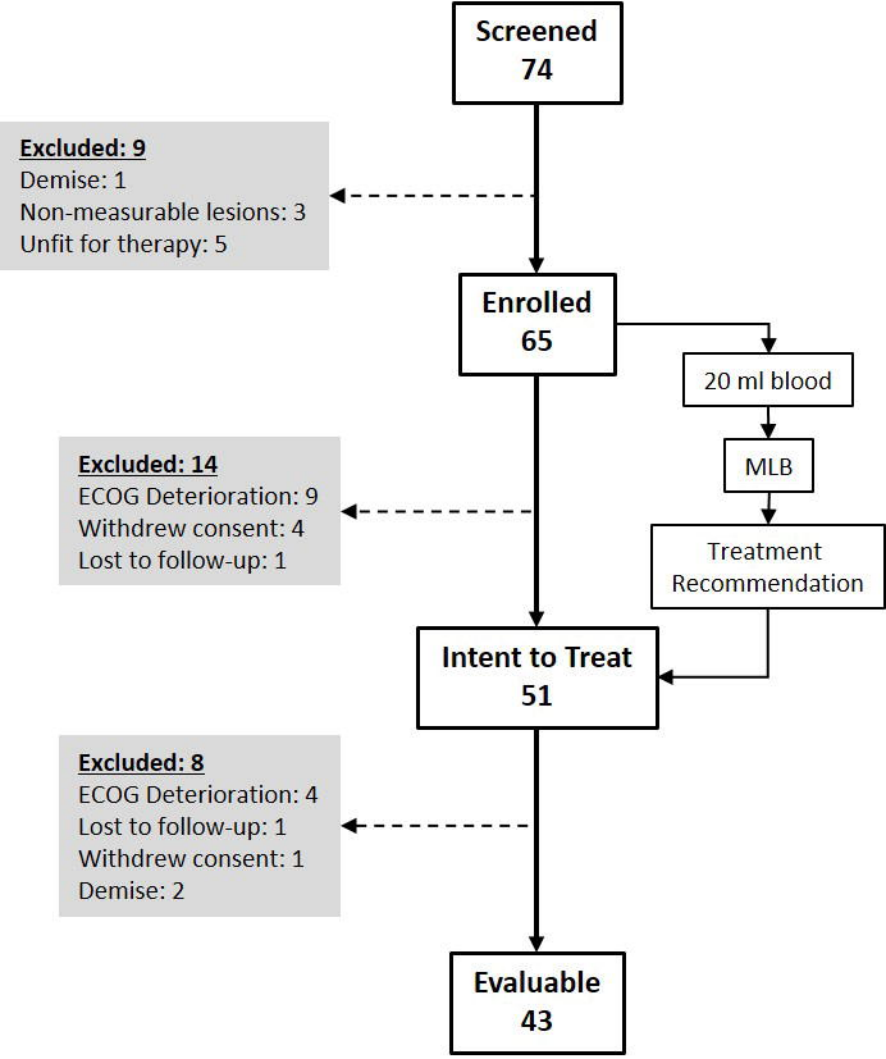 Screened
74
Excluded: 9
Demise: 1
Non-measurable lesions: 3
Unfit for therapy: 5
Enrolled
65
20 ml blood
MLB
Treatment
Recommendation
Excluded: 14
ECOG Deterioration: 9
Withdrew consent: 4
Lost to follow-up: 1
Intent to Treat
51
Excluded: 8
ECOG Deterioration: 4
Lost to follow-up: 1
Withdrew consent: 1
Demise: 2
Evaluable
43